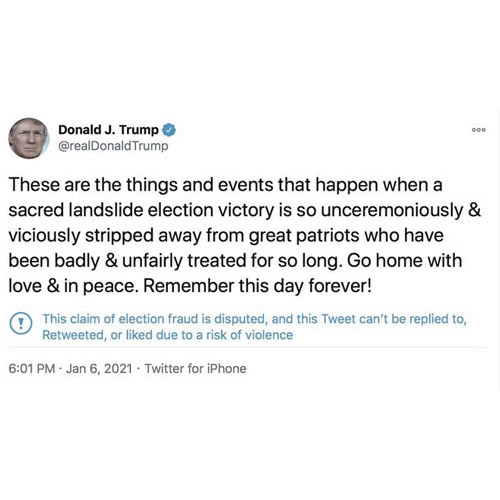 Donald J. Trump
@realDonaldTrump
These are the things and events that happen when a
sacred landslide election victory is so unceremoniously &
viciously stripped away from great patriots who have
been badly & unfairly treated for so long. Go home with
love & in peace. Remember this day forever!
This claim of election fraud is disputed, and this Tweet can't be replied to,
Retweeted, or liked due to a risk of violence
6:01 PM · Jan 6, 2021 · Twitter for iPhone